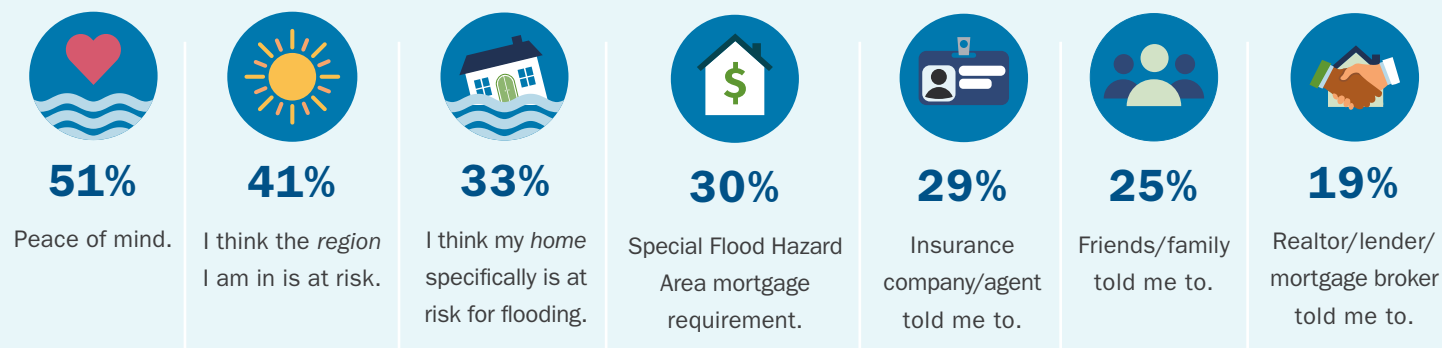 51%
Peace of mind.
41%
I think the region
I am in is at risk.
33%
I think my home
specifically is at
risk for flooding.
$
30%
Special Flood Hazard
Area mortgage
requirement.
29%
Insurance
company/agent
told me to.
25%
Friends/family
told me to.
19%
Realtor/lender/
mortgage broker
told me to.